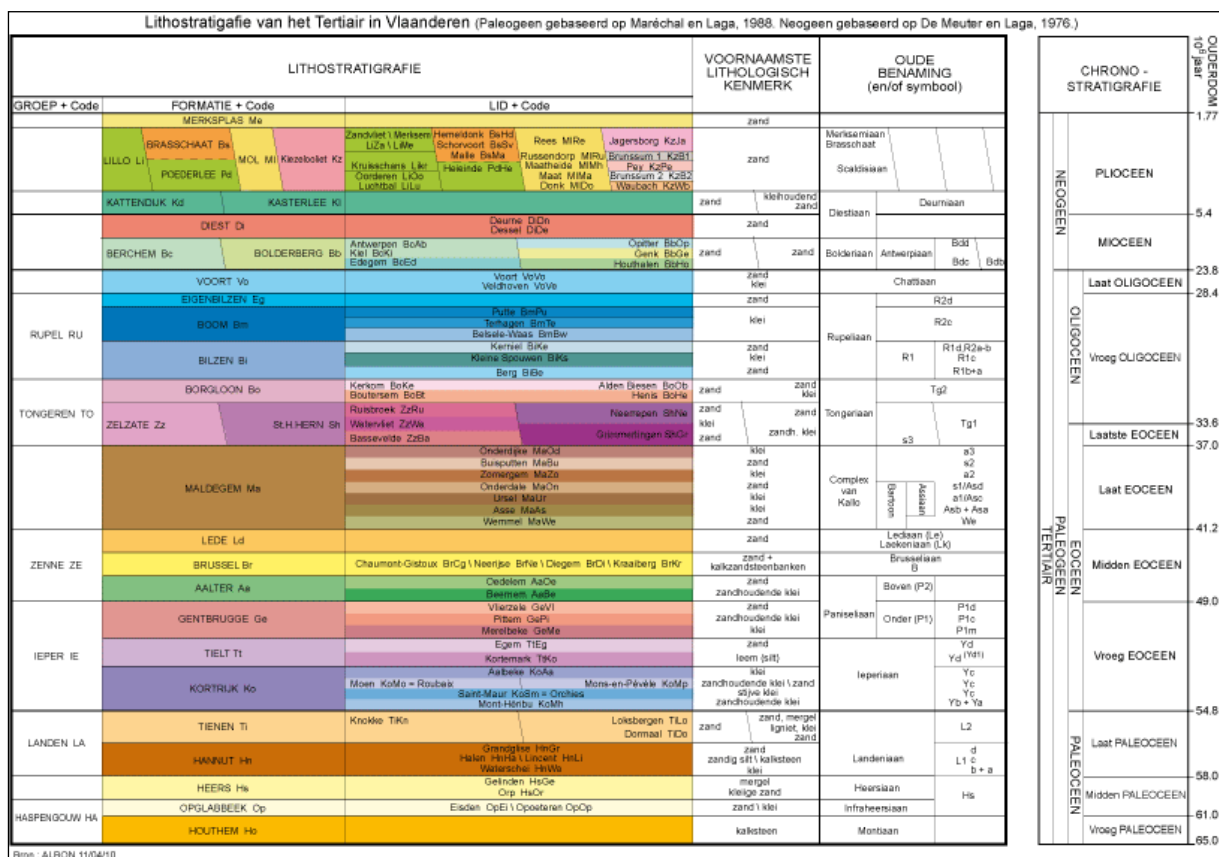 Lithostratigafie van het Tertiair in Vlaanderen (Paleogeen gebaseerd op Maréchal en Laga, 1988. Neogeen gebaseerd op De Meuter en Laga, 1976.)
LITHOSTRATIGRAFIE
VOORNAAMSTE LITHOLOGISCH KENMERK
OUDE BENAMING (en/of symbool)
CHRONO - STRATIGRAFIE
OUDERDOM 10⁶ jaar
GROEP + Code
FORMATIE + Code
LID + Code
MERKSPLAS Me zand
1.77
LILLO Li
BRASSCHAAT Bs
POEDERLEE Pd
MOL Ml
Kiezeloöliet Kz
Zandvliet \ Merksem
LiZa \ LiMe
Kruisschans LiKr
Oorderen LiOo
Luchtbal LiLu
Hemeldonk BsHd
Schorvoort BsSv
Malle BsMa
Heieinde PdHe
Rees MlRe
Russendorp MlRu
Maatheide MlMh
Maat MlMa
Donk MlDo
Jagersborg KzJa
Brunssum 1 KzB1
Pey KzPe
Brunssum 2 KzB2
Waubach KzWb
zand
Merksemiaan
Brasschaat
Scaldisiaan
KATTENDIJK Kd KASTERLEE Kl
zand
kleihoudend zand
Diestiaan
Deurniaan
DIEST Di
Deurne DiDn
Dessel DiDe
zand
BERCHEM Bc BOLDERBERG Bb
Antwerpen BcAb
Kiel BcKi
Edegem BcEd
Opitter BbOp
Genk BbGe
Houthalen BbHo
zand zand
Bolderiaan Antwerpiaan
Bdd
Bdc Bdb
NEOGEEN
PLIOCEEN
5.4
MIOCEEN
23.8
RUPEL RU
VOORT Vo
Voort VoVo
Veldhoven VoVe
zand
klei
Chattiaan
EIGENBILZEN Eg zand R2d
BOOM Bm
Putte BmPu
Terhagen BmTe
Belsele-Waas BmBw
klei
R2c
Rupeliaan
BILZEN Bi
Kerniel BiKe
Kleine Spouwen BiKs
Berg BiBe
zand
klei
zand
R1
R1d,R2a-b
R1c
R1b+a
OLIGOCEEN
Laat OLIGOCEEN
28.4
Vroeg OLIGOCEEN
33.6
TONGEREN TO
BORGLOON Bo
Kerkom BoKe
Boutersem BoBt
Alden Biesen BoOb
Henis BoHe
zand
zand
klei
Tg2
ZELZATE Zz St.H.HERN Sh
Ruisbroek ZzRu
Watervliet ZzWa
Bassevelde ZzBa
Neerrepen ShNe
Grimmertingen ShGr
zand
klei
zand
zand
zandh. klei
Tongeriaan
Tg1
s3
MALDEGEM Ma
Onderdijke MaOd
Buisputten MaBu
Zomergem MaZo
Onderdale MaOn
Ursel MaUr
Asse MaAs
Wemmel MaWe
klei
zand
klei
zand
klei
klei
zand
Complex van Kallo
Bartoon
Assiaan
a3
s2
a2
s1/Asd
a1/Asc
Asb + Asa
We
Laatste EOCEEN
37.0
Laat EOCEEN
41.2
ZENNE ZE
LEDE Ld
zand
Lediaan (Le)
Laekeniaan (Lk)
BRUSSEL Br
Chaumont-Gistoux BrCg \ Neerijse BrNe \ Diegem BrDi \ Kraaiberg BrKr
zand +
kalkzandsteenbanken
Brusseliaan
B
AALTER Aa
Oedelem AaOe
Beernem AaBe
zand
zandhoudende klei
Boven (P2)
EOCEEN
PALEOGEEN
TERTIAIR
Midden EOCEEN
49.0
IEPER IE
GENTBRUGGE Ge
Vlierzele GeVl
Pittem GePi
Merelbeke GeMe
zand
zandhoudende klei
klei
Paniseliaan
Onder (P1)
P1d
P1c
P1m
TIELT Tt
Egem TtEg
Kortemark TtKo
zand
leem (silt)
Yd
Yd (Yd1)
KORTRIJK Ko
Aalbeke KoAa
Moen KoMo = Roubaix Mons-en-Pévèle KoMp
Saint-Maur KoSm = Orchies
Mont-Héribu KoMh
klei
zandhoudende klei \ zand
stijve klei
zandhoudende klei
Ieperiaan
Yc
Yc
Yc
Yb + Ya
Vroeg EOCEEN
54.8
LANDEN LA
TIENEN Ti
Knokke TiKn
Loksbergen TiLo
Dormaal TiDo
zand
zand, mergel
ligniet, klei
zand
L2
HANNUT Hn
Grandglise HnGr
Halen HnHa \ Lincent HnLi
Waterschei HnWa
zand
zandig silt \ kalksteen
klei
Landeniaan
d
L1 c
b + a
HEERS Hs
Gelinden HsGe
Orp HsOr
mergel
kleiige zand
Heersiaan
Hs
HASPENGOUW HA
OPGLABBEEK Op
Eisden OpEi \ Opoeteren OpOp
zand \ klei
Infraheersiaan
HOUTHEM Ho
kalksteen
Montiaan
PALEOCEEN
Laat PALEOCEEN
58.0
Midden PALEOCEEN
61.0
Vroeg PALEOCEEN
65.0
Bron : ALBON 11/04/10